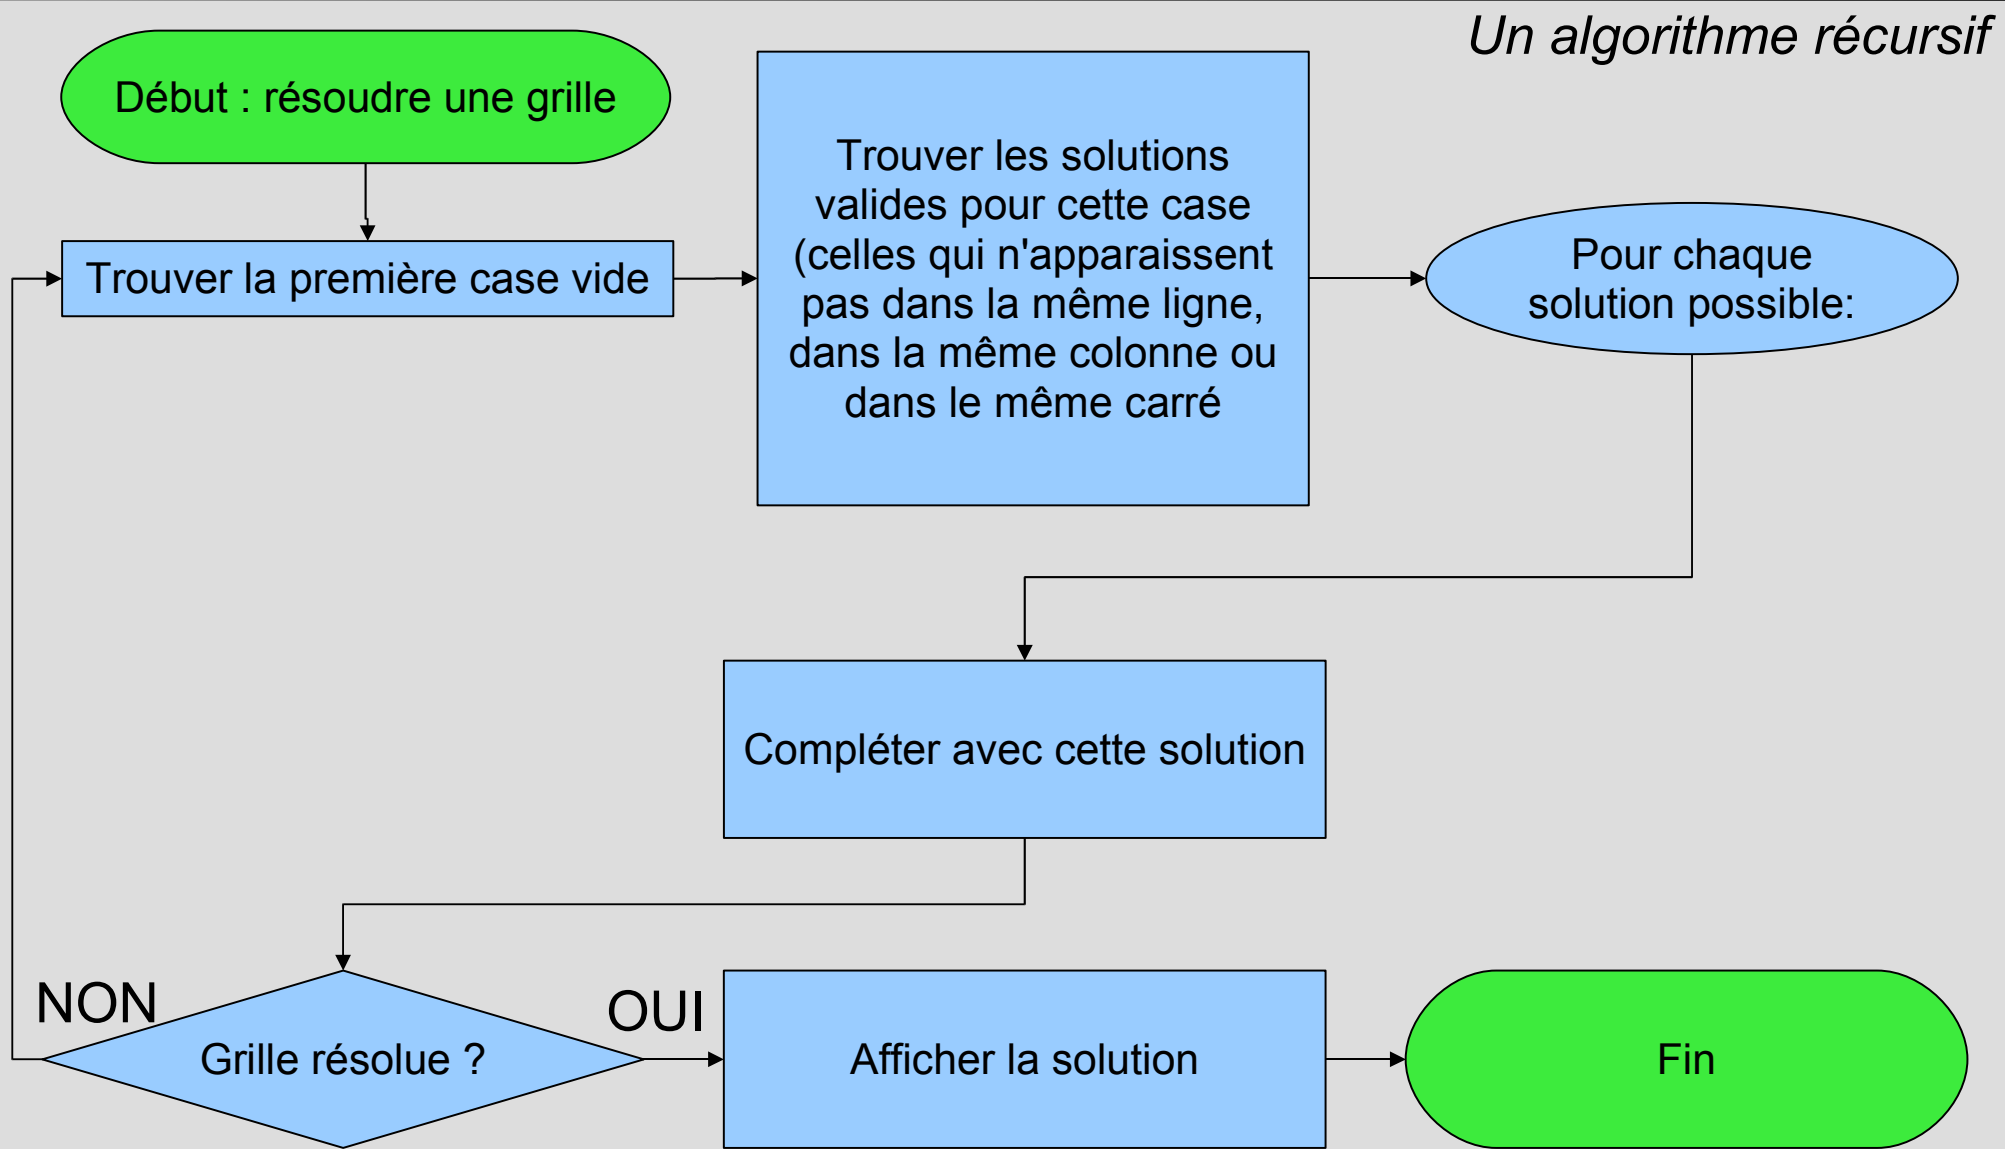 Un algorithme récursif
Début : résoudre une grille
Trouver la première case vide
Trouver les solutions
valides pour cette case
(celles qui n'apparaissent
pas dans la même ligne,
dans la même colonne ou
dans le même carré
Pour chaque
solution possible:
Compléter avec cette solution
NON
Grille résolue ?
OUI
Afficher la solution
Fin